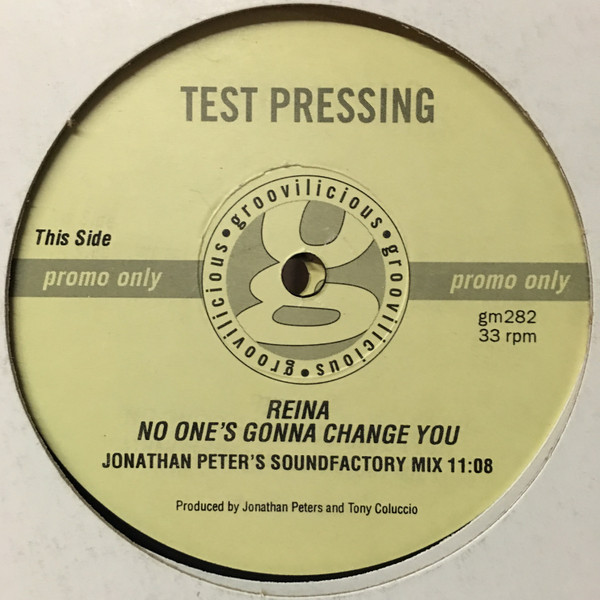 TEST PRESSING
groovilicious • groovilicious • groovilicious •
g
This Side
promo only
promo only
gm282
33 rpm
REINA
NO ONE'S GONNA CHANGE YOU
JONATHAN PETER'S SOUNDFACTORY MIX 11:08
Produced by Jonathan Peters and Tony Coluccio